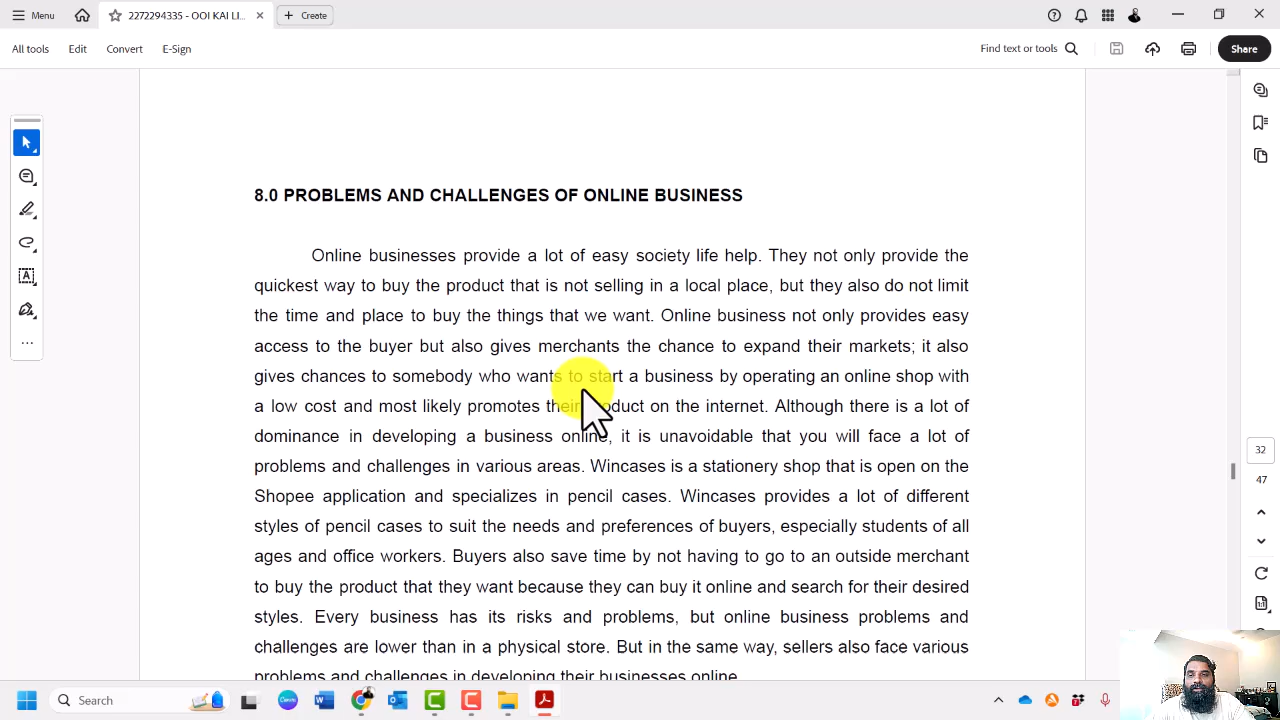 Menu
2272294335 - OOI KAI LI...
Create
All tools
Edit
Convert
E-Sign
Find text or tools
Share
8.0 PROBLEMS AND CHALLENGES OF ONLINE BUSINESS
Online businesses provide a lot of easy society life help. They not only provide the
quickest way to buy the product that is not selling in a local place, but they also do not limit
the time and place to buy the things that we want. Online business not only provides easy
access to the buyer but also gives merchants the chance to expand their markets; it also
gives chances to somebody who wants to start a business by operating an online shop with
a low cost and most likely promotes their product on the internet. Although there is a lot of
dominance in developing a business online, it is unavoidable that you will face a lot of
problems and challenges in various areas. Wincases is a stationery shop that is open on the
Shopee application and specializes in pencil cases. Wincases provides a lot of different
styles of pencil cases to suit the needs and preferences of buyers, especially students of all
ages and office workers. Buyers also save time by not having to go to an outside merchant
to buy the product that they want because they can buy it online and search for their desired
styles. Every business has its risks and problems, but online business problems and
challenges are lower than in a physical store. But in the same way, sellers also face various
problems and challenges in developing their businesses online.
32
47
Search